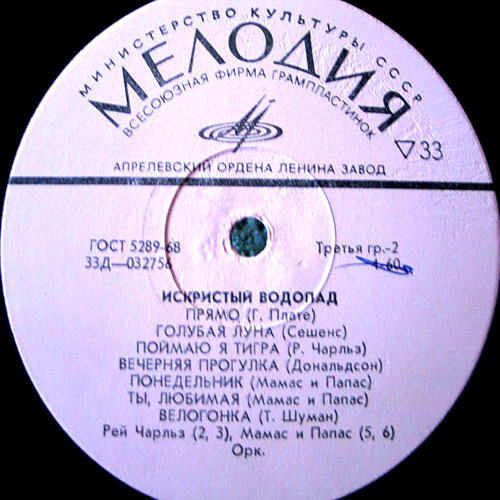 МИНИСТЕРСТВО КУЛЬТУРЫ СССР
МЕЛОДИЯ
ВСЕСОЮЗНАЯ ФИРМА ГРАМПЛАСТИНОК
▽33
АПРЕЛЕВСКИЙ ОРДЕНА ЛЕНИНА ЗАВОД
ГОСТ 5289-68
Третья гр.-2
33Д—032756
1-60
ИСКРИСТЫЙ ВОДОПАД
ПРЯМО (Г. Плате)
ГОЛУБАЯ ЛУНА (Сешенс)
ПОЙМАЮ Я ТИГРА (Р. Чарльз)
ВЕЧЕРНЯЯ ПРОГУЛКА (Дональдсон)
ПОНЕДЕЛЬНИК (Мамас и Папас)
ТЫ, ЛЮБИМАЯ (Мамас и Папас)
ВЕЛОГОНКА (Т. Шуман)
Рей Чарльз (2, 3), Мамас и Папас (5, 6)
Орк.